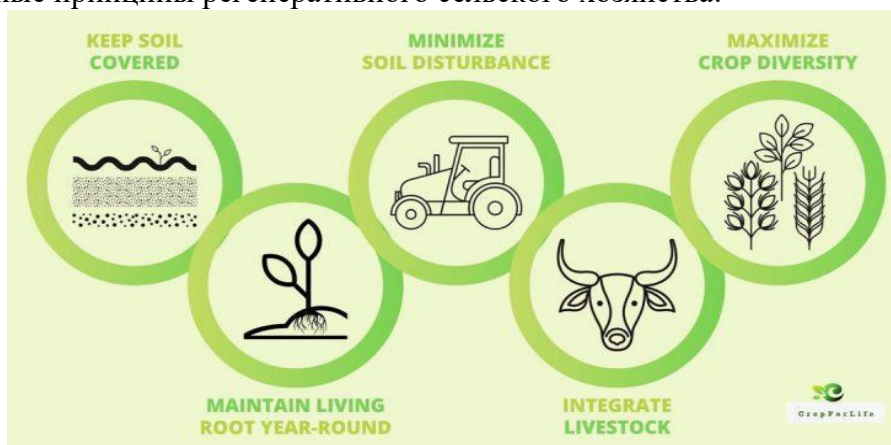 принципы регенеративного сельского хозяйства.
KEEP SOIL
COVERED
MINIMIZE
SOIL DISTURBANCE
MAXIMIZE
CROP DIVERSITY
MAINTAIN LIVING
ROOT YEAR-ROUND
INTEGRATE
LIVESTOCK
CropForLife